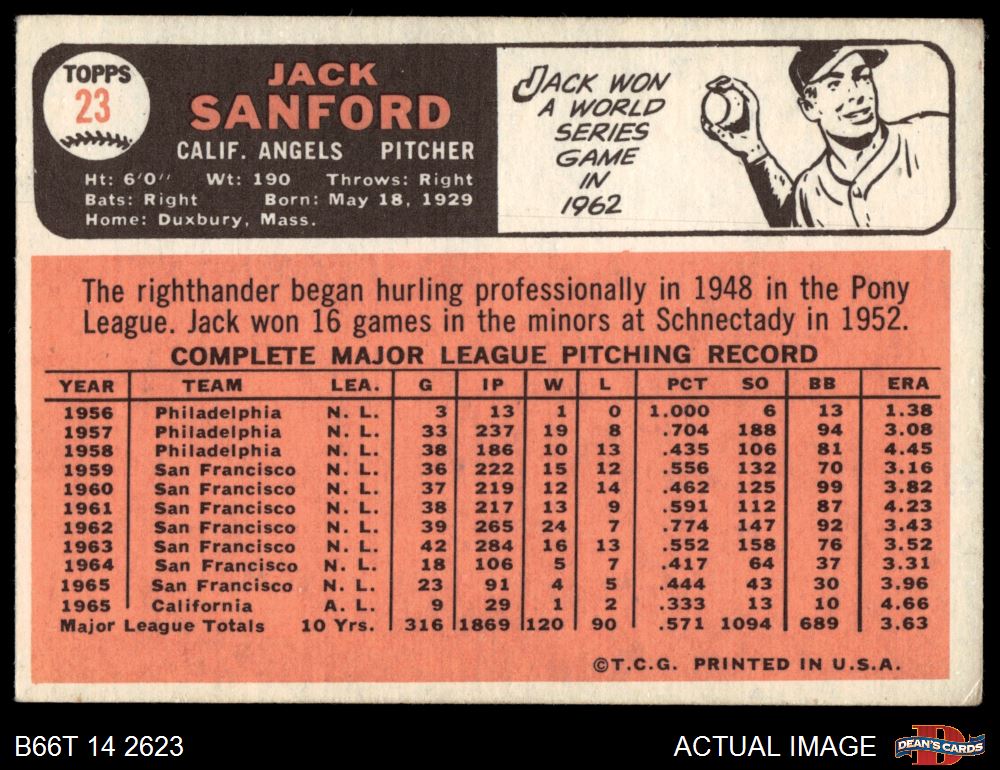 TOPPS
23
JACK
SANFORD
CALIF. ANGELS PITCHER
Ht: 6'0" Wt: 190 Throws: Right
Bats: Right Born: May 18, 1929
Home: Duxbury, Mass.
JACK WON
A WORLD
SERIES
GAME
IN
1962
The righthander began hurling professionally in 1948 in the Pony
League. Jack won 16 games in the minors at Schnectady in 1952.
COMPLETE MAJOR LEAGUE PITCHING RECORD
YEAR TEAM LEA. G IP W L PCT SO BB ERA
1956 Philadelphia N. L. 3 13 1 0 1.000 6 13 1.38
1957 Philadelphia N. L. 33 237 19 8 .704 188 94 3.08
1958 Philadelphia N. L. 38 186 10 13 .435 106 81 4.45
1959 San Francisco N. L. 36 222 15 12 .556 132 70 3.16
1960 San Francisco N. L. 37 219 12 14 .462 125 99 3.82
1961 San Francisco N. L. 38 217 13 9 .591 112 87 4.23
1962 San Francisco N. L. 39 265 24 7 .774 147 92 3.43
1963 San Francisco N. L. 42 284 16 13 .552 158 76 3.52
1964 San Francisco N. L. 18 106 5 7 .417 64 37 3.31
1965 San Francisco N. L. 23 91 4 5 .444 43 30 3.96
1965 California A. L. 9 29 1 2 .333 13 10 4.66
Major League Totals 10 Yrs. 316 1869 120 90 .571 1094 689 3.63
©T.C.G. PRINTED IN U.S.A.
B66T 14 2623
ACTUAL IMAGE
D
DEAN'S CARDS